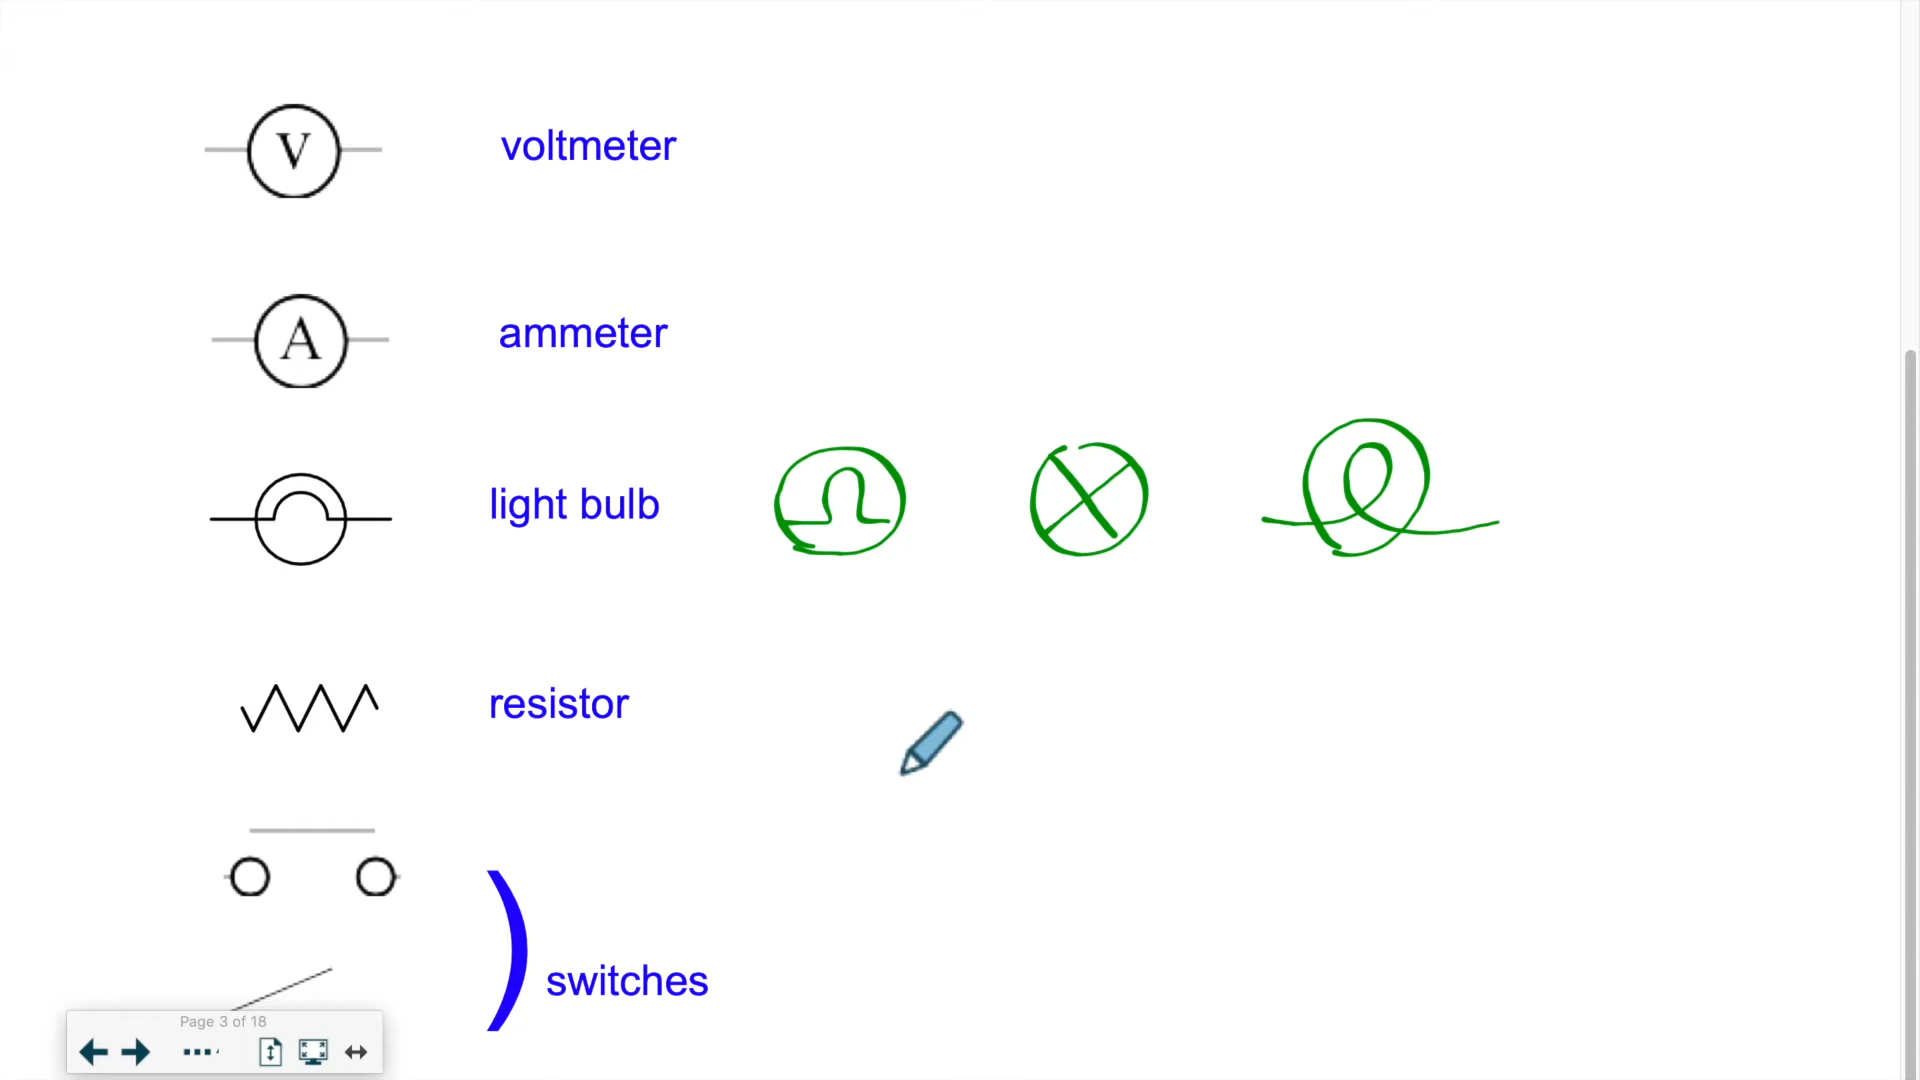 V voltmeter
A ammeter
light bulb
resistor
switches
Page 3 of 18